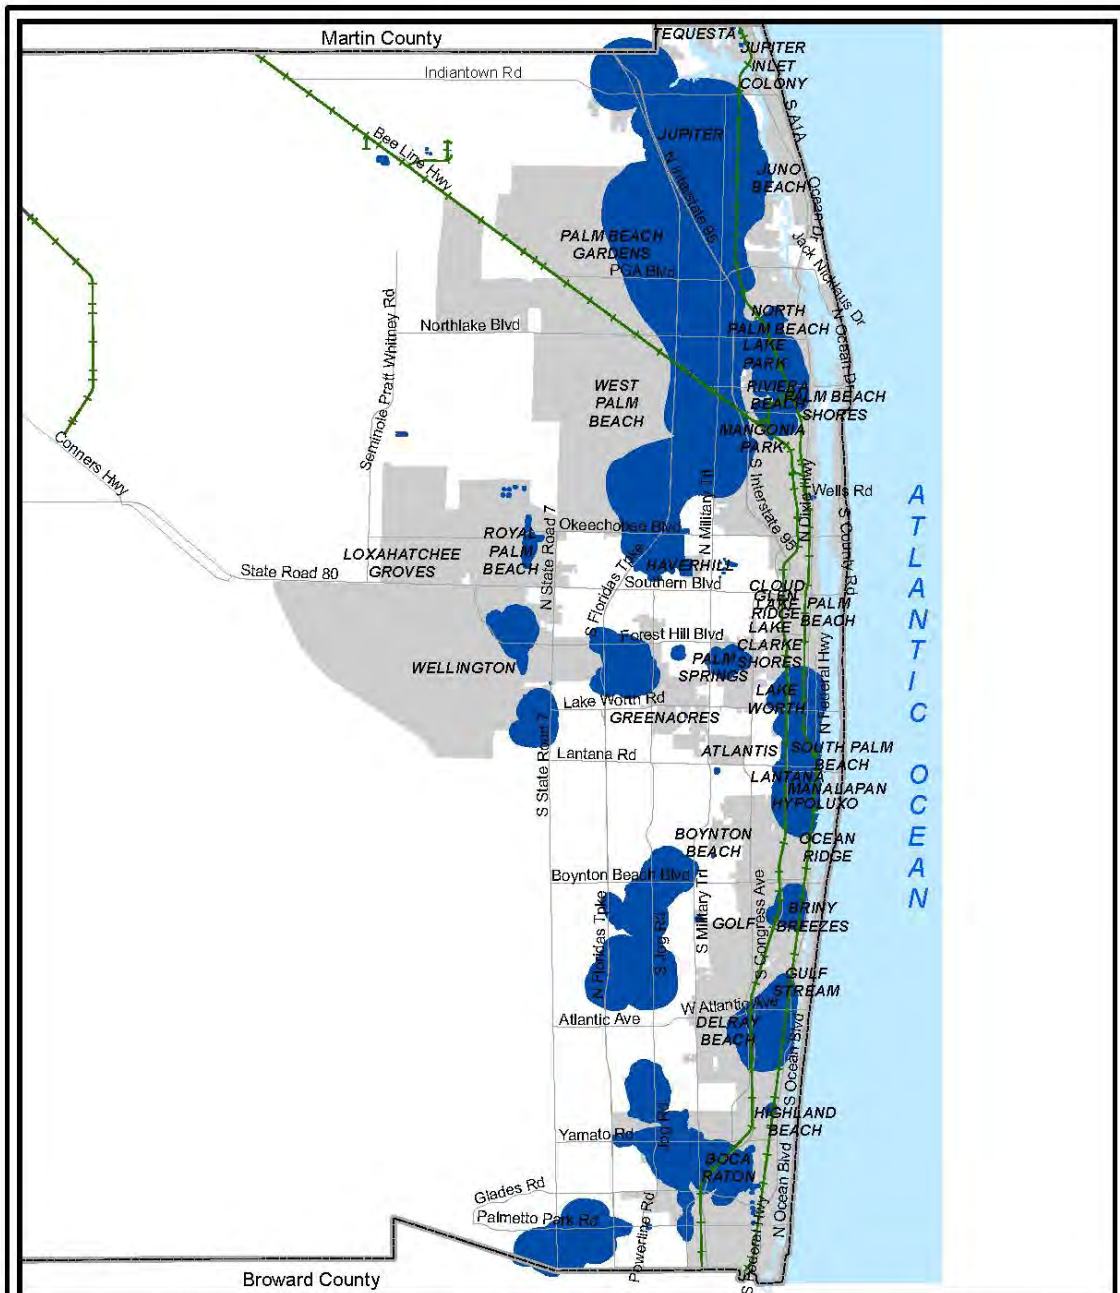 TEQUESTA
Martin County
JUPITER
INLET
COLONY
Indiantown Rd
S A1A
JUPITER
Bee Line Hwy
N Interstate 95
JUNO
BEACH
Ocean Dr
PALM BEACH
GARDENS
PGA Blvd
Jack Nicklaus Dr
Seminole Pratt Whitney Rd
Northlake Blvd
NORTH
PALM BEACH
LAKE
PARK
N Ocean Dr
WEST
PALM
BEACH
RIVIERA
BEACH
PALM BEACH
SHORES
MANGONIA
PARK
Conners Hwy
S Interstate 95
N Dixie Hwy
Wells Rd
N Military Trl
S County Rd
Okeechobee Blvd
ROYAL
PALM
BEACH
N State Road 7
LOXAHATCHEE
GROVES
State Road 80
S Floridas Tpke
HAVERHILL
Southern Blvd
CLOUD
GLEN
LAKE
RIDGE
PALM
BEACH
LAKE
CLARKE
SHORES
Forest Hill Blvd
WELLINGTON
PALM
SPRINGS
N Federal Hwy
Lake Worth Rd
LAKE
WORTH
GREENACRES
S State Road 7
Lantana Rd
ATLANTIS
SOUTH PALM
BEACH
LANTANA
MANALAPAN
HYPOLUXO
ATLANTIC OCEAN
BOYNTON
BEACH
OCEAN
RIDGE
Boynton Beach Blvd
N Floridas Tpke
S Jog Rd
S Military Trl
GOLF
S Congress Ave
BRINY
BREEZES
GULF
STREAM
W Atlantic Ave
Atlantic Ave
DELRAY
BEACH
S Ocean Blvd
Jog Rd
HIGHLAND
BEACH
Yamato Rd
BOCA
RATON
N Ocean Blvd
Glades Rd
Palmetto Park Rd
Powerline Rd
S Federal Hwy
Broward County